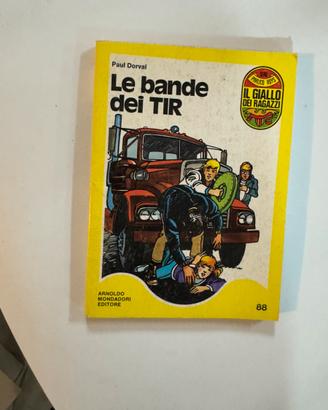 Paul Dorval
Le bande
dei TIR
IL GIALLO
DEI RAGAZZI
ARNOLDO
MONDADORI
EDITORE
88